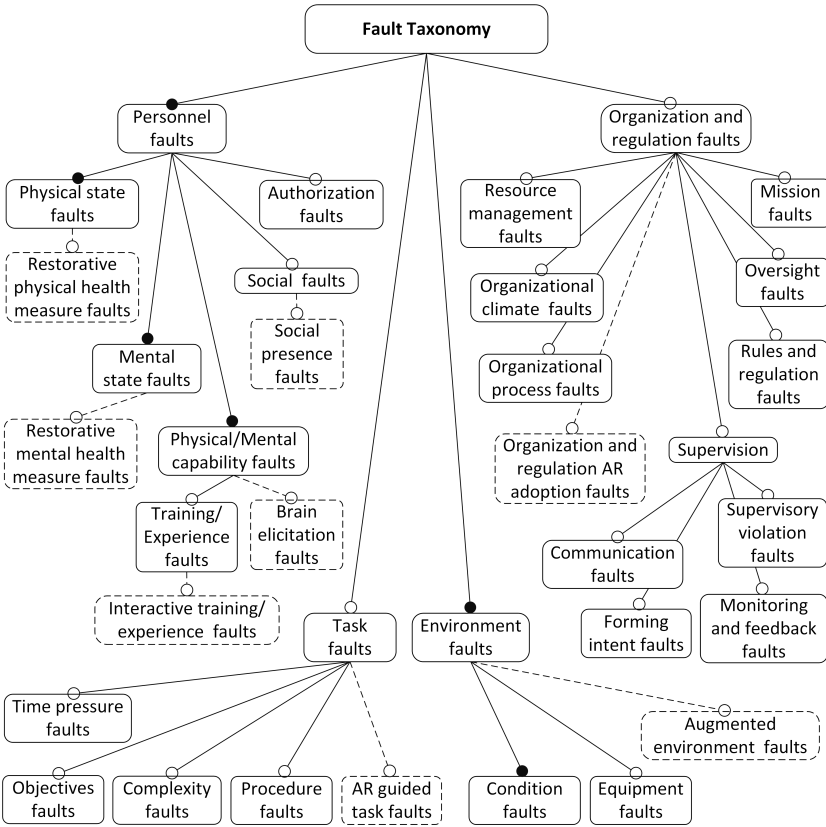 Fault Taxonomy
Personnel
faults
Organization and
regulation faults
Physical state
faults
Authorization
faults
Resource
management
faults
Mission
faults
Restorative
physical health
measure faults
Social faults
Organizational
climate faults
Oversight
faults
Social
presence
faults
Mental
state faults
Organizational
process faults
Rules and
regulation
faults
Restorative
mental health
measure faults
Physical/Mental
capability faults
Organization and
regulation AR
adoption faults
Supervision
Training/
Experience
faults
Brain
elicitation
faults
Supervisory
violation
faults
Communication
faults
Interactive training/
experience faults
Task
faults
Environment
faults
Forming
intent faults
Monitoring
and feedback
faults
Time pressure
faults
Augmented
environment faults
Objectives
faults
Complexity
faults
Procedure
faults
AR guided
task faults
Condition
faults
Equipment
faults